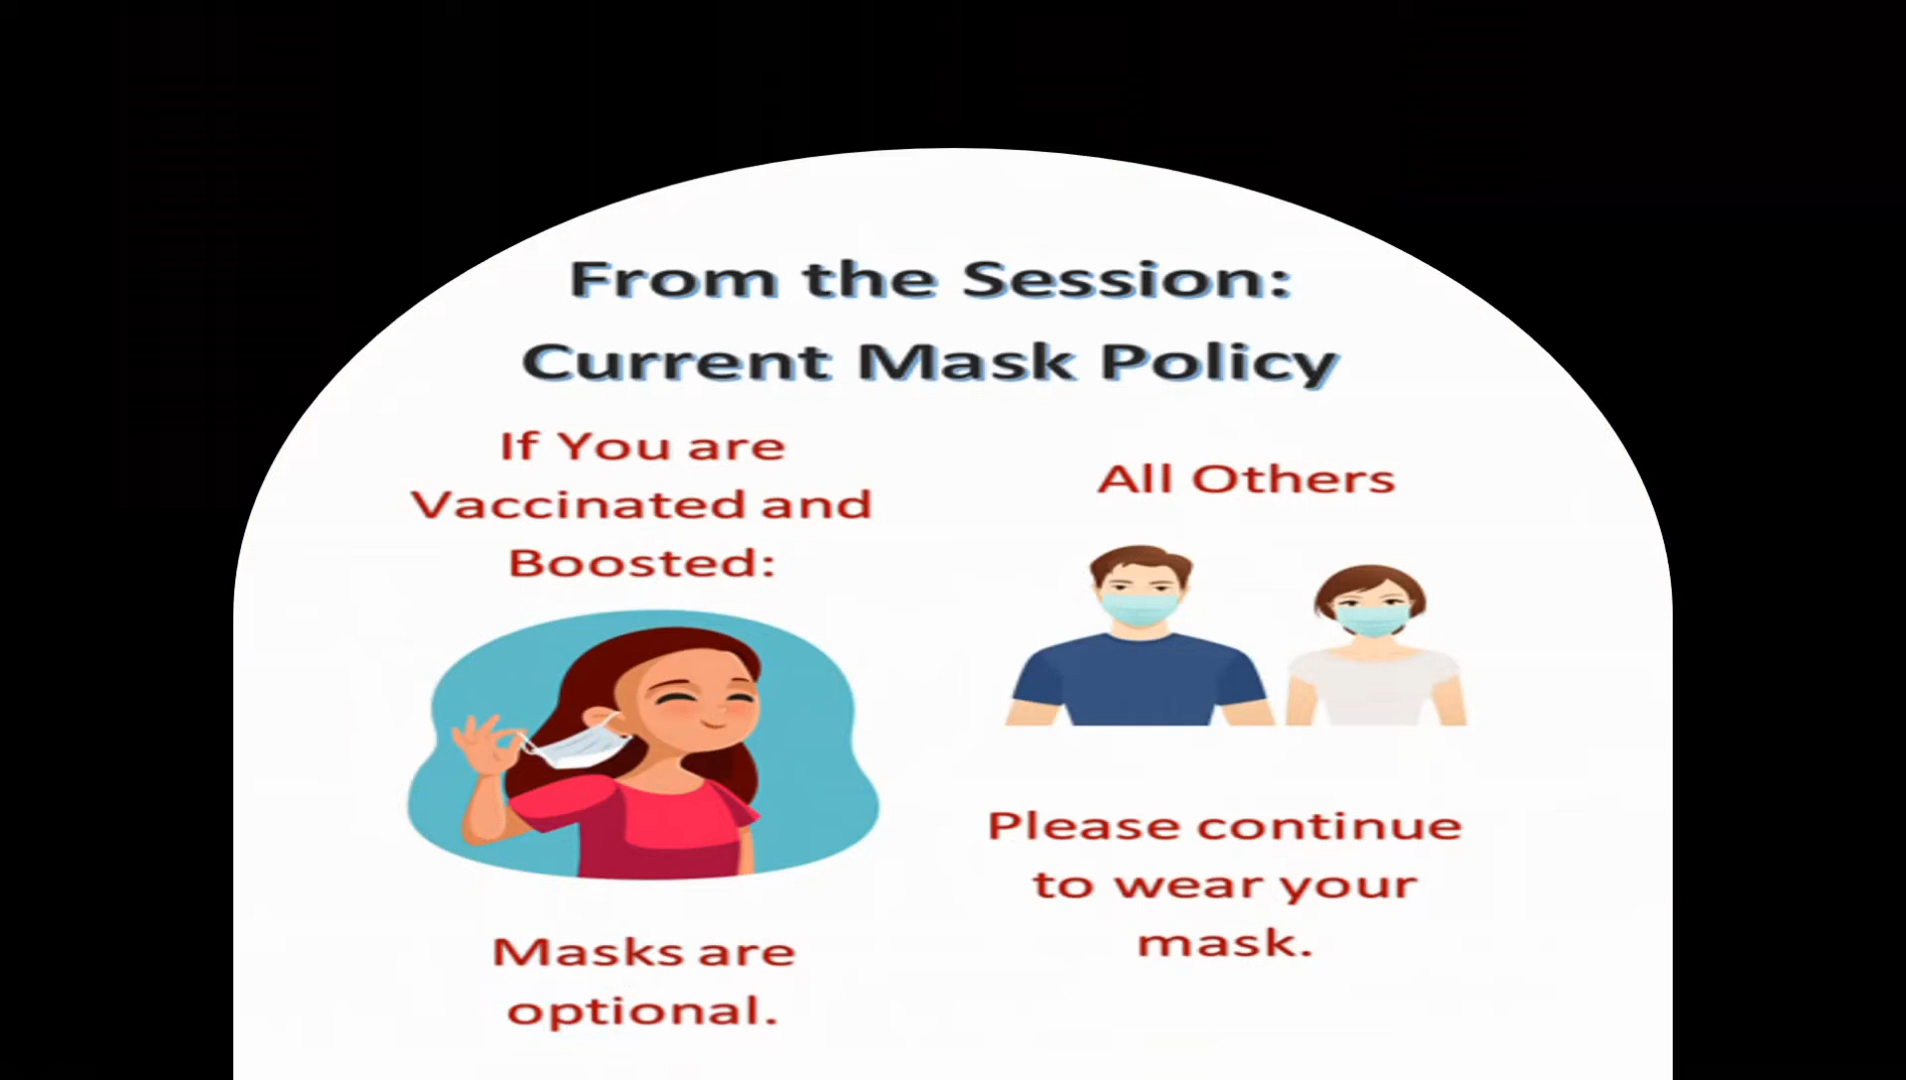 From the Session:
Current Mask Policy
If You are
Vaccinated and
Boosted:
Masks are
optional.
All Others
Please continue
to wear your
mask.